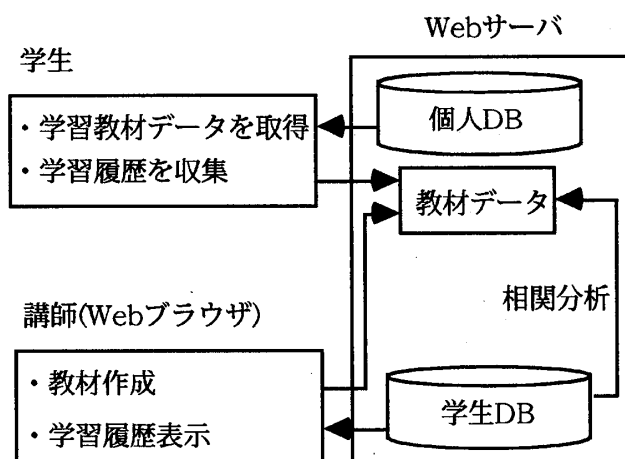 Webサーバ
学生
・学習教材データを取得
・学習履歴を収集
個人DB
教材データ
相関分析
講師(Webブラウザ)
・教材作成
・学習履歴表示
学生DB